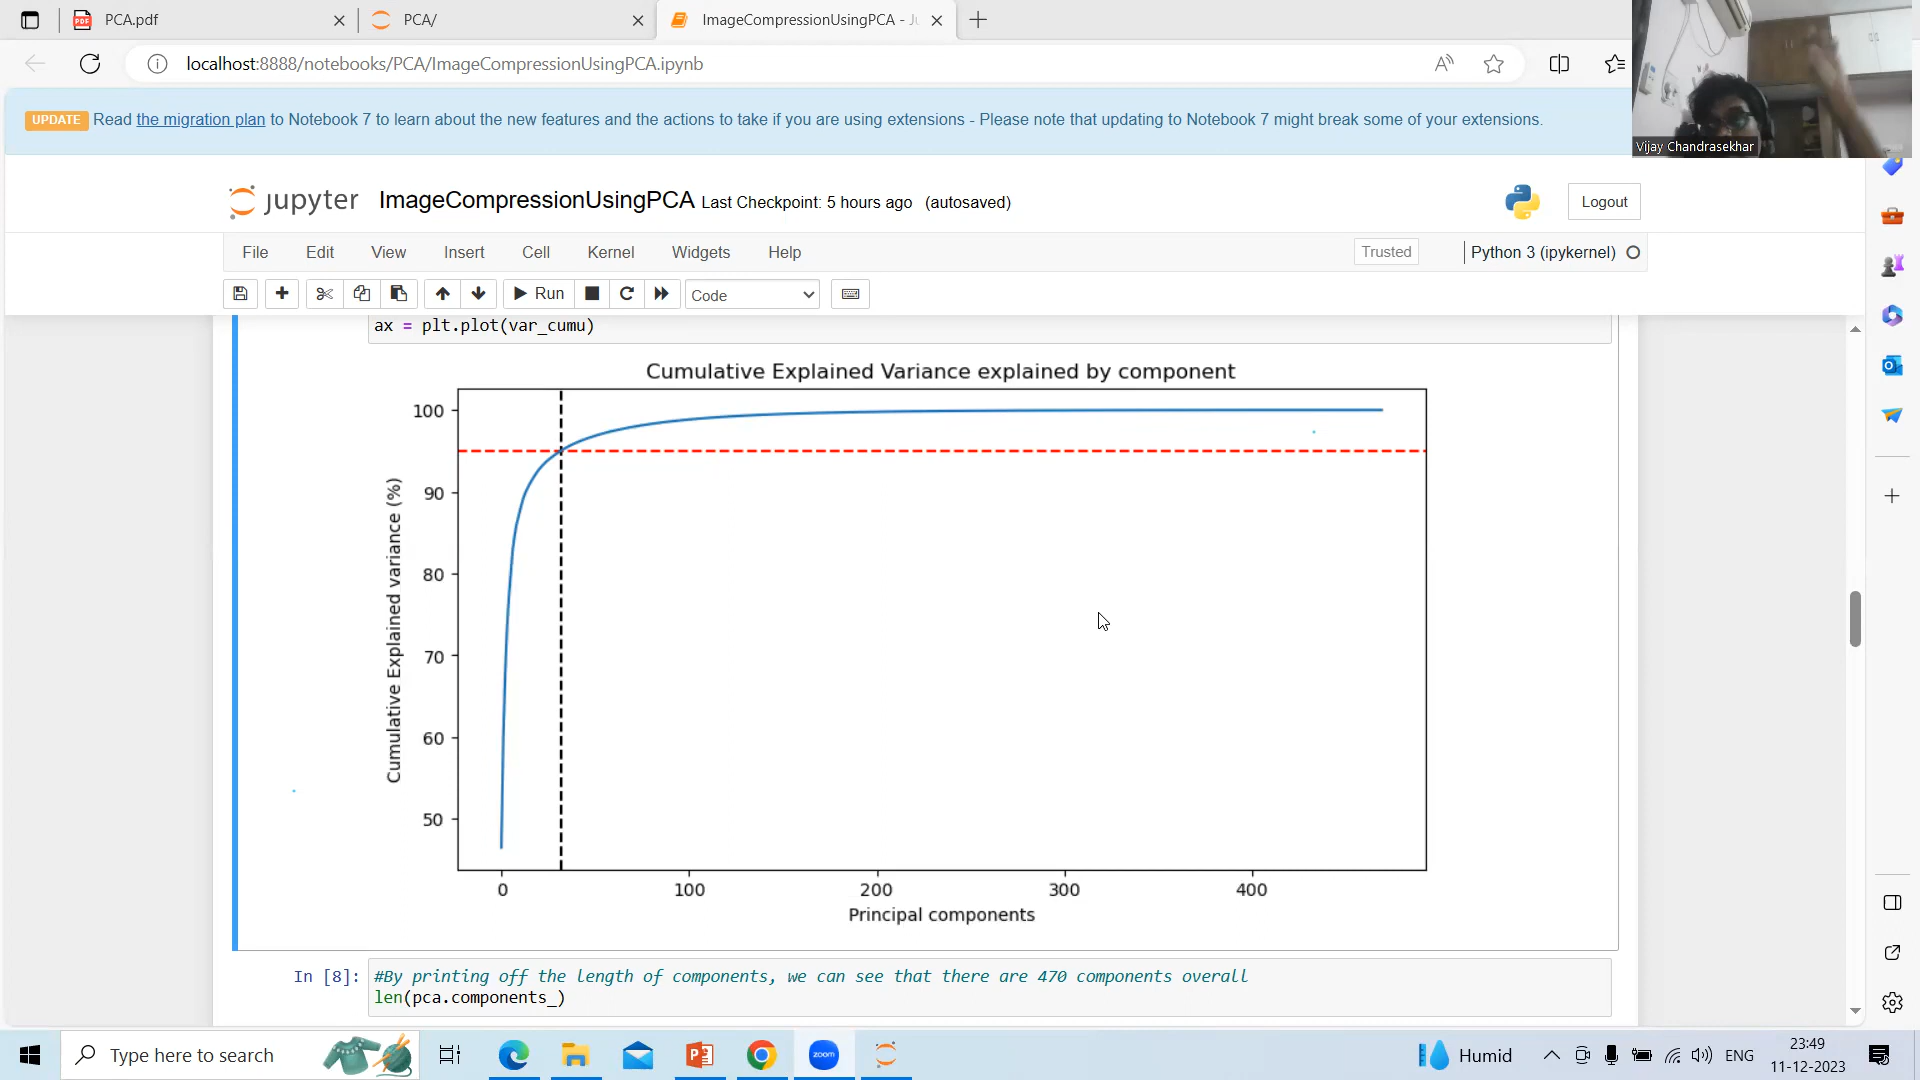 PCA.pdf
PCA/
ImageCompressionUsingPCA - Ju
localhost:8888/notebooks/PCA/ImageCompressionUsingPCA.ipynb
Vijay Chandrasekhar
UPDATE Read the migration plan to Notebook 7 to learn about the new features and the actions to take if you are using extensions - Please note that updating to Notebook 7 might break some of your extensions.
jupyter ImageCompressionUsingPCA Last Checkpoint: 5 hours ago (autosaved)
Logout
File Edit View Insert Cell Kernel Widgets Help
Trusted
Python 3 (ipykernel)
Run
Code
ax = plt.plot(var_cumu)
Cumulative Explained Variance explained by component
100
90
80
70
60
50
Cumulative Explained variance (%)
0 100 200 300 400
Principal components
In [8]: #By printing off the length of components, we can see that there are 470 components overall
len(pca.components_)
Type here to search
zoom
Humid
ENG
23:49
11-12-2023